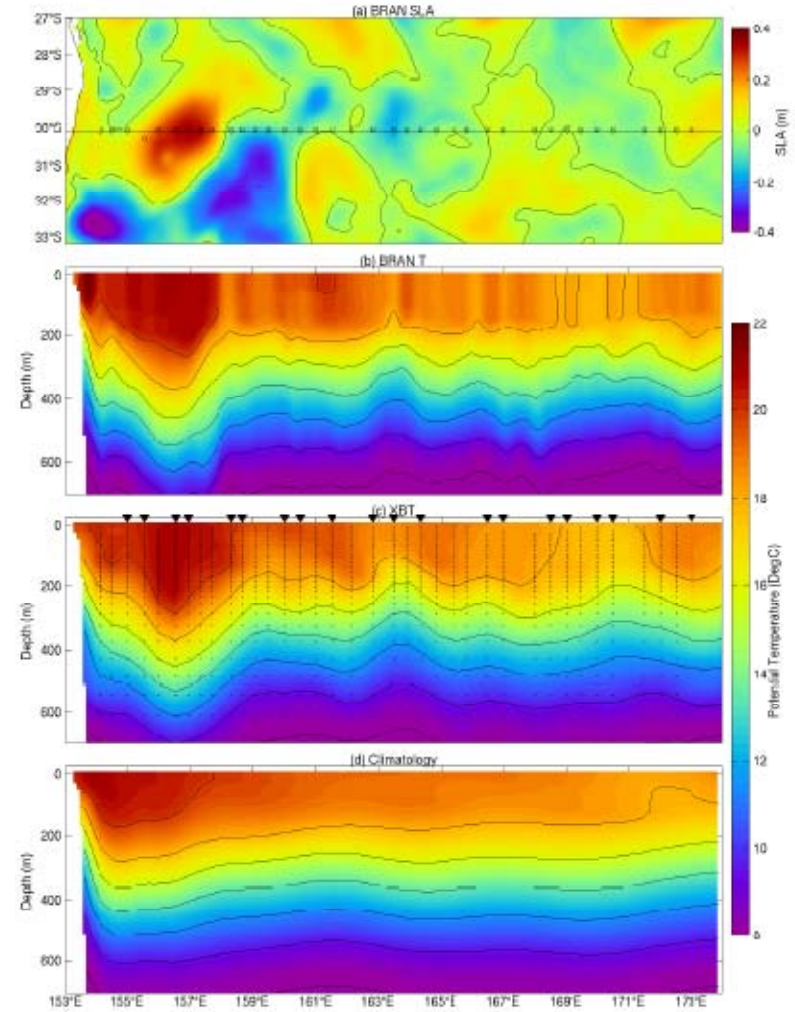 (a) BRAN SLA
27°S
28°S
29°S
30°S
31°S
32°S
33°S
0.4
0.2
0
-0.2
-0.4
SLA (m)
(b) BRAN T
0
200
400
600
Depth (m)
(c) XBT
0
200
400
600
Depth (m)
(d) Climatology
0
200
400
600
Depth (m)
153°E 155°E 157°E 159°E 161°E 163°E 165°E 167°E 169°E 171°E 173°E
22
20
18
16
14
12
10
8
Potential Temperature (DegC)